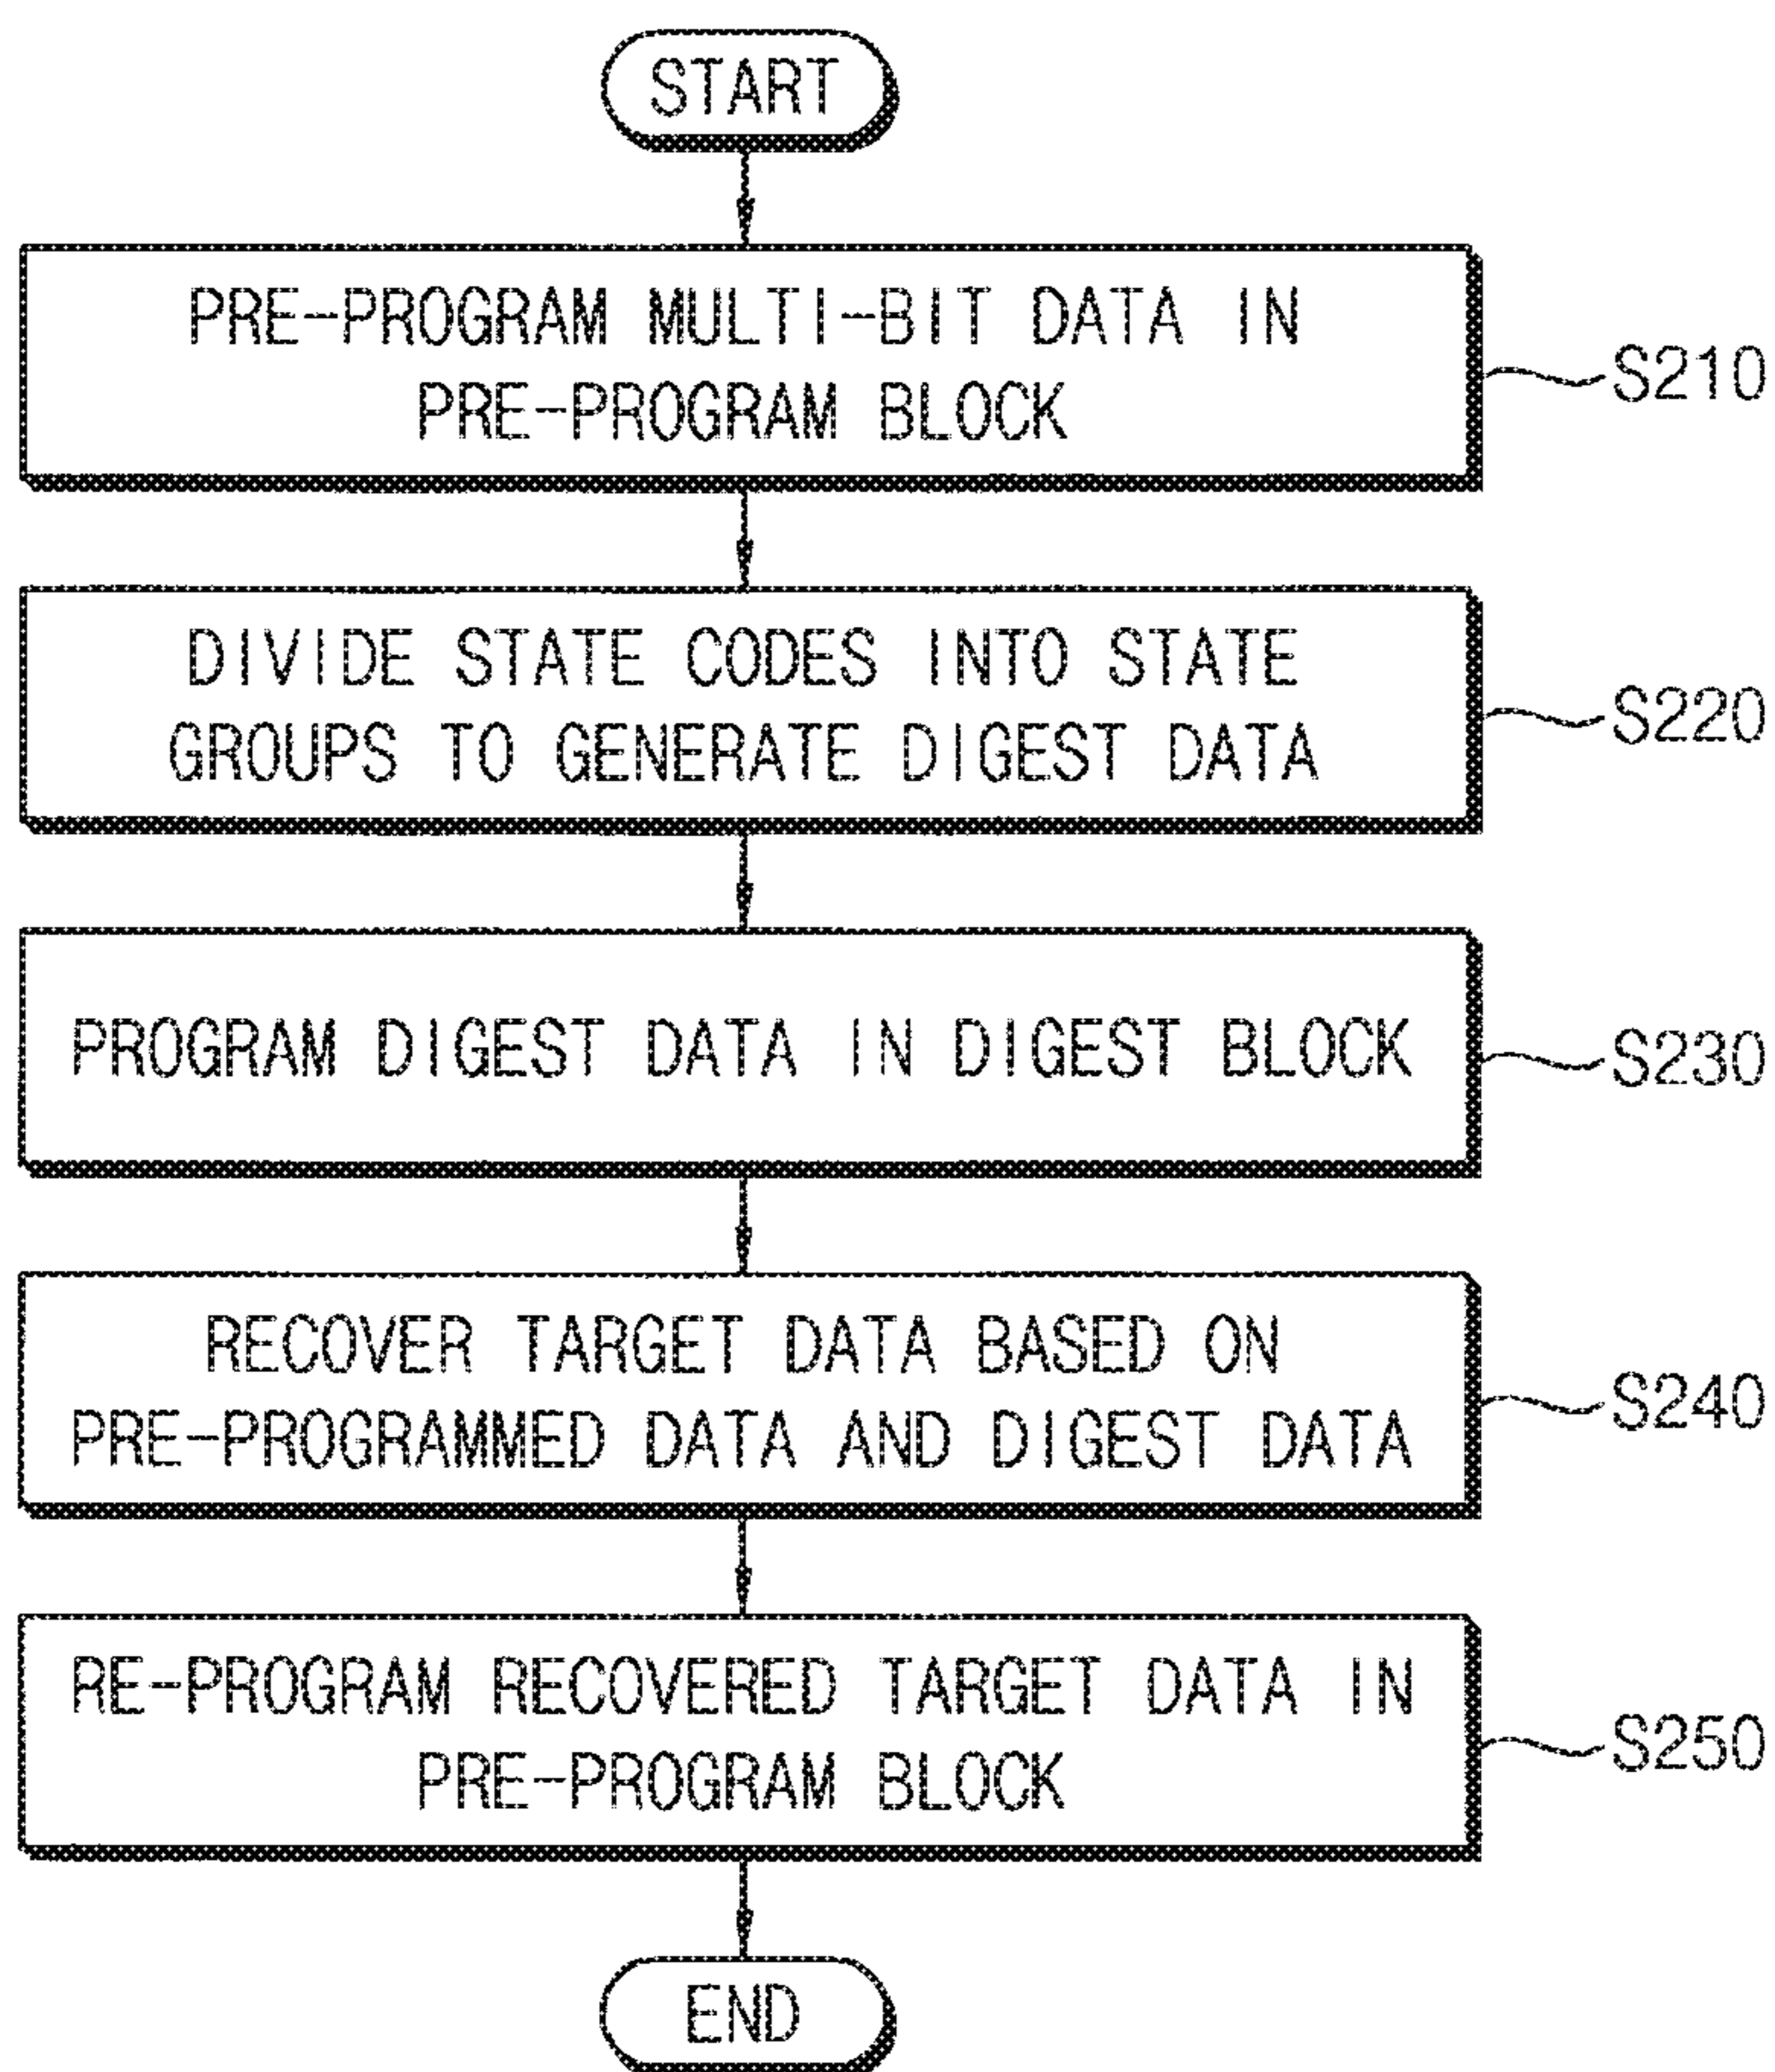 START
PRE-PROGRAM MULTI-BIT DATA IN
PRE-PROGRAM BLOCK
S210
DIVIDE STATE CODES INTO STATE
GROUPS TO GENERATE DIGEST DATA
S220
PROGRAM DIGEST DATA IN DIGEST BLOCK
S230
RECOVER TARGET DATA BASED ON
PRE-PROGRAMMED DATA AND DIGEST DATA
S240
RE-PROGRAM RECOVERED TARGET DATA IN
PRE-PROGRAM BLOCK
S250
END